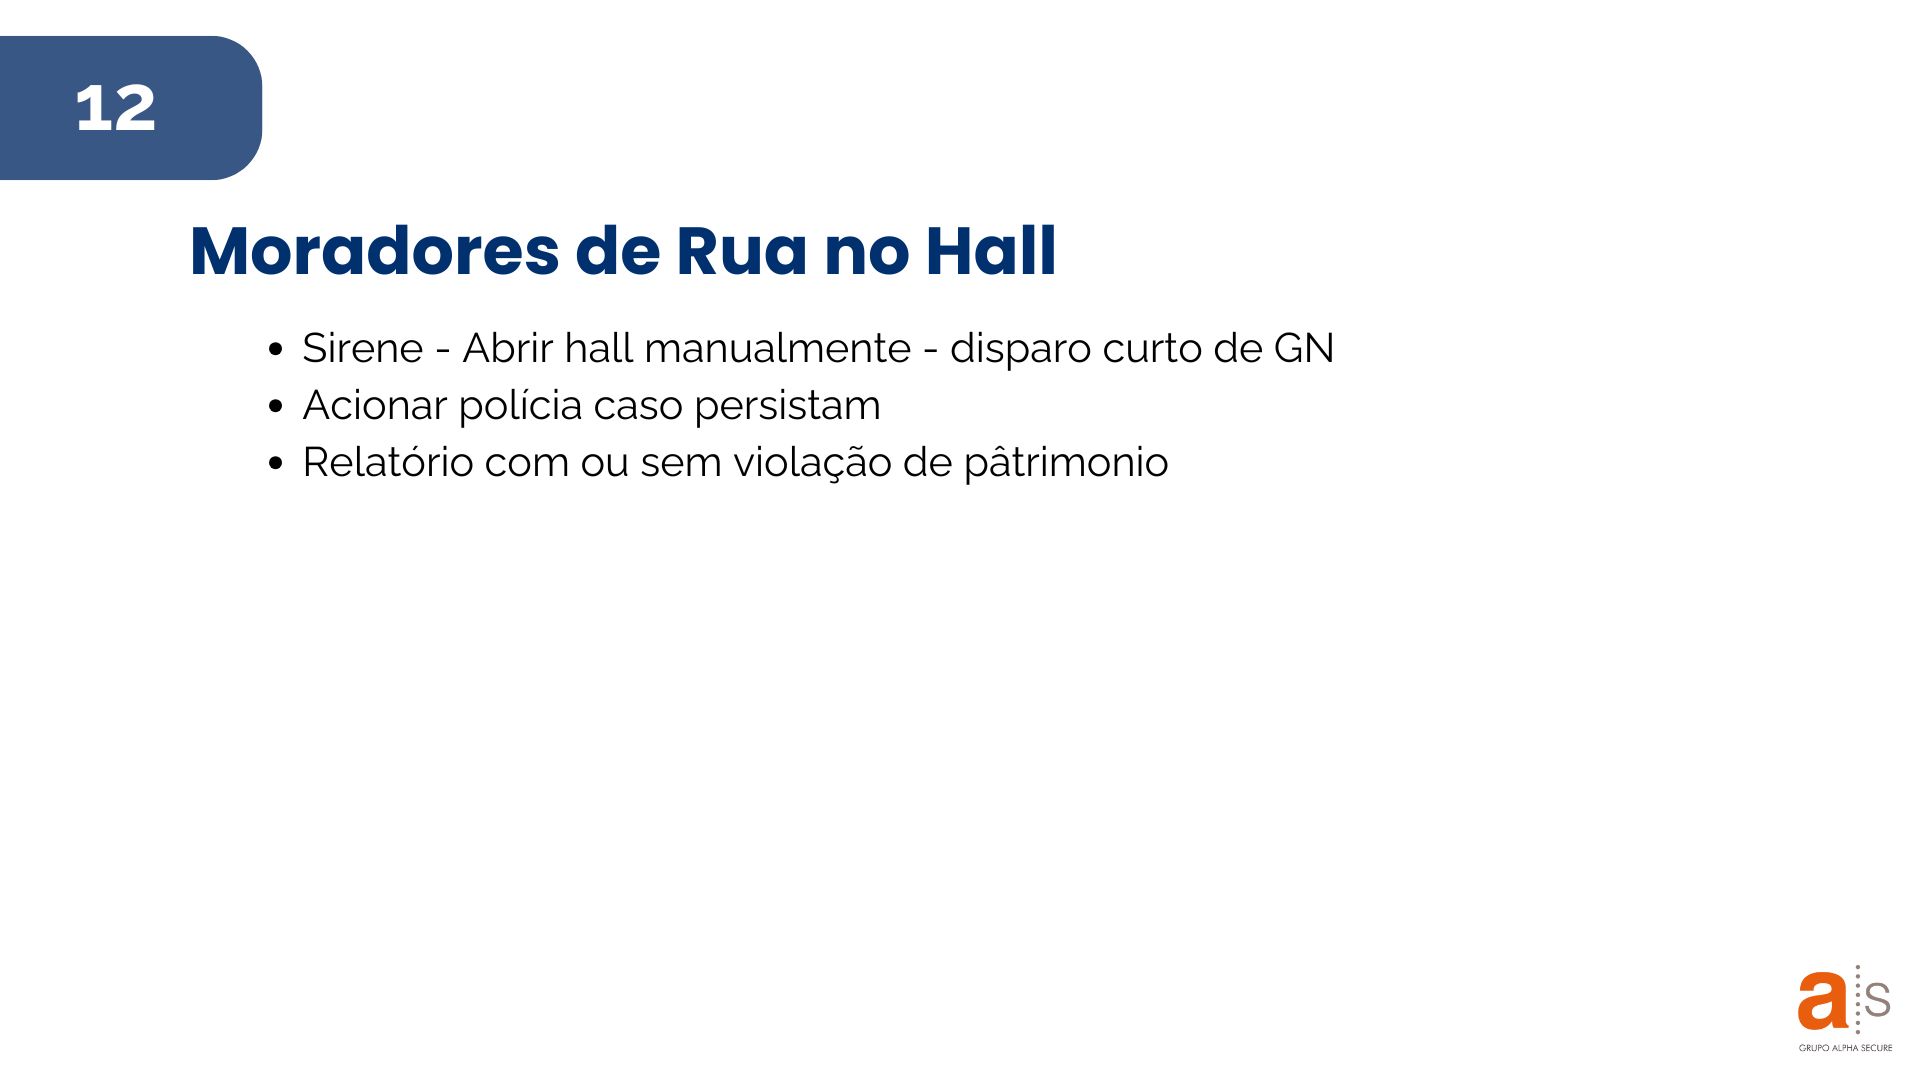 12
Moradores de Rua no Hall
• Sirene - Abrir hall manualmente - disparo curto de GN
• Acionar polícia caso persistam
• Relatório com ou sem violação de pâtrimonio
a s
GRUPO ALPHA SECURE